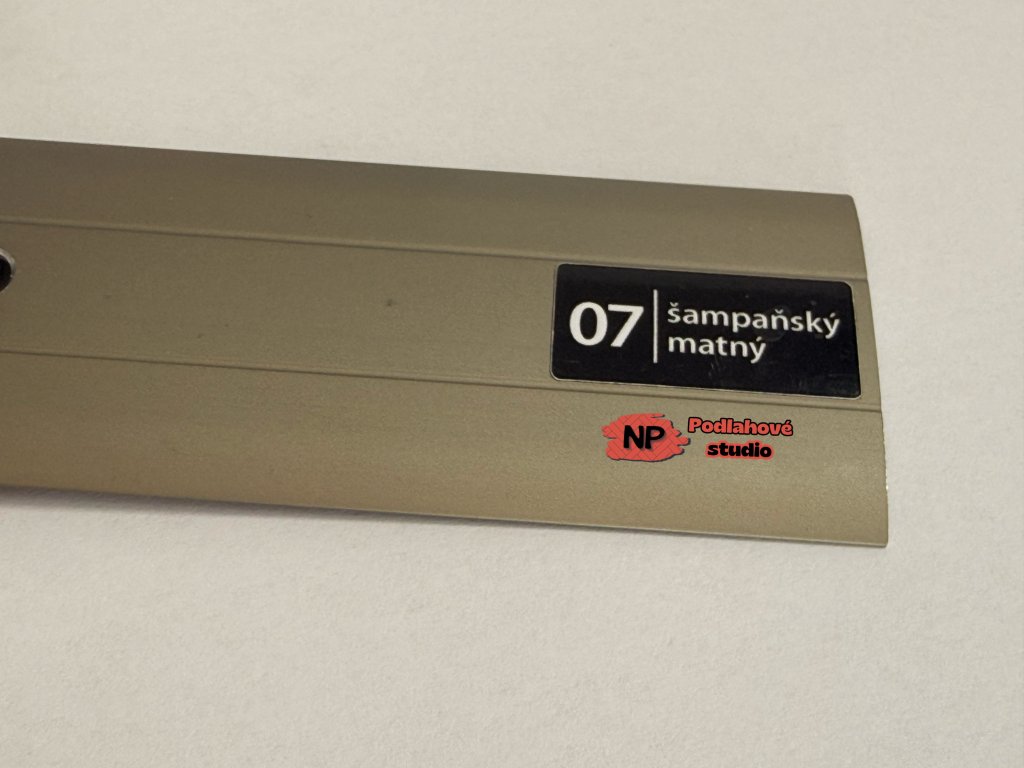 07
šampaňský
matný
NP
Podlahové
studio